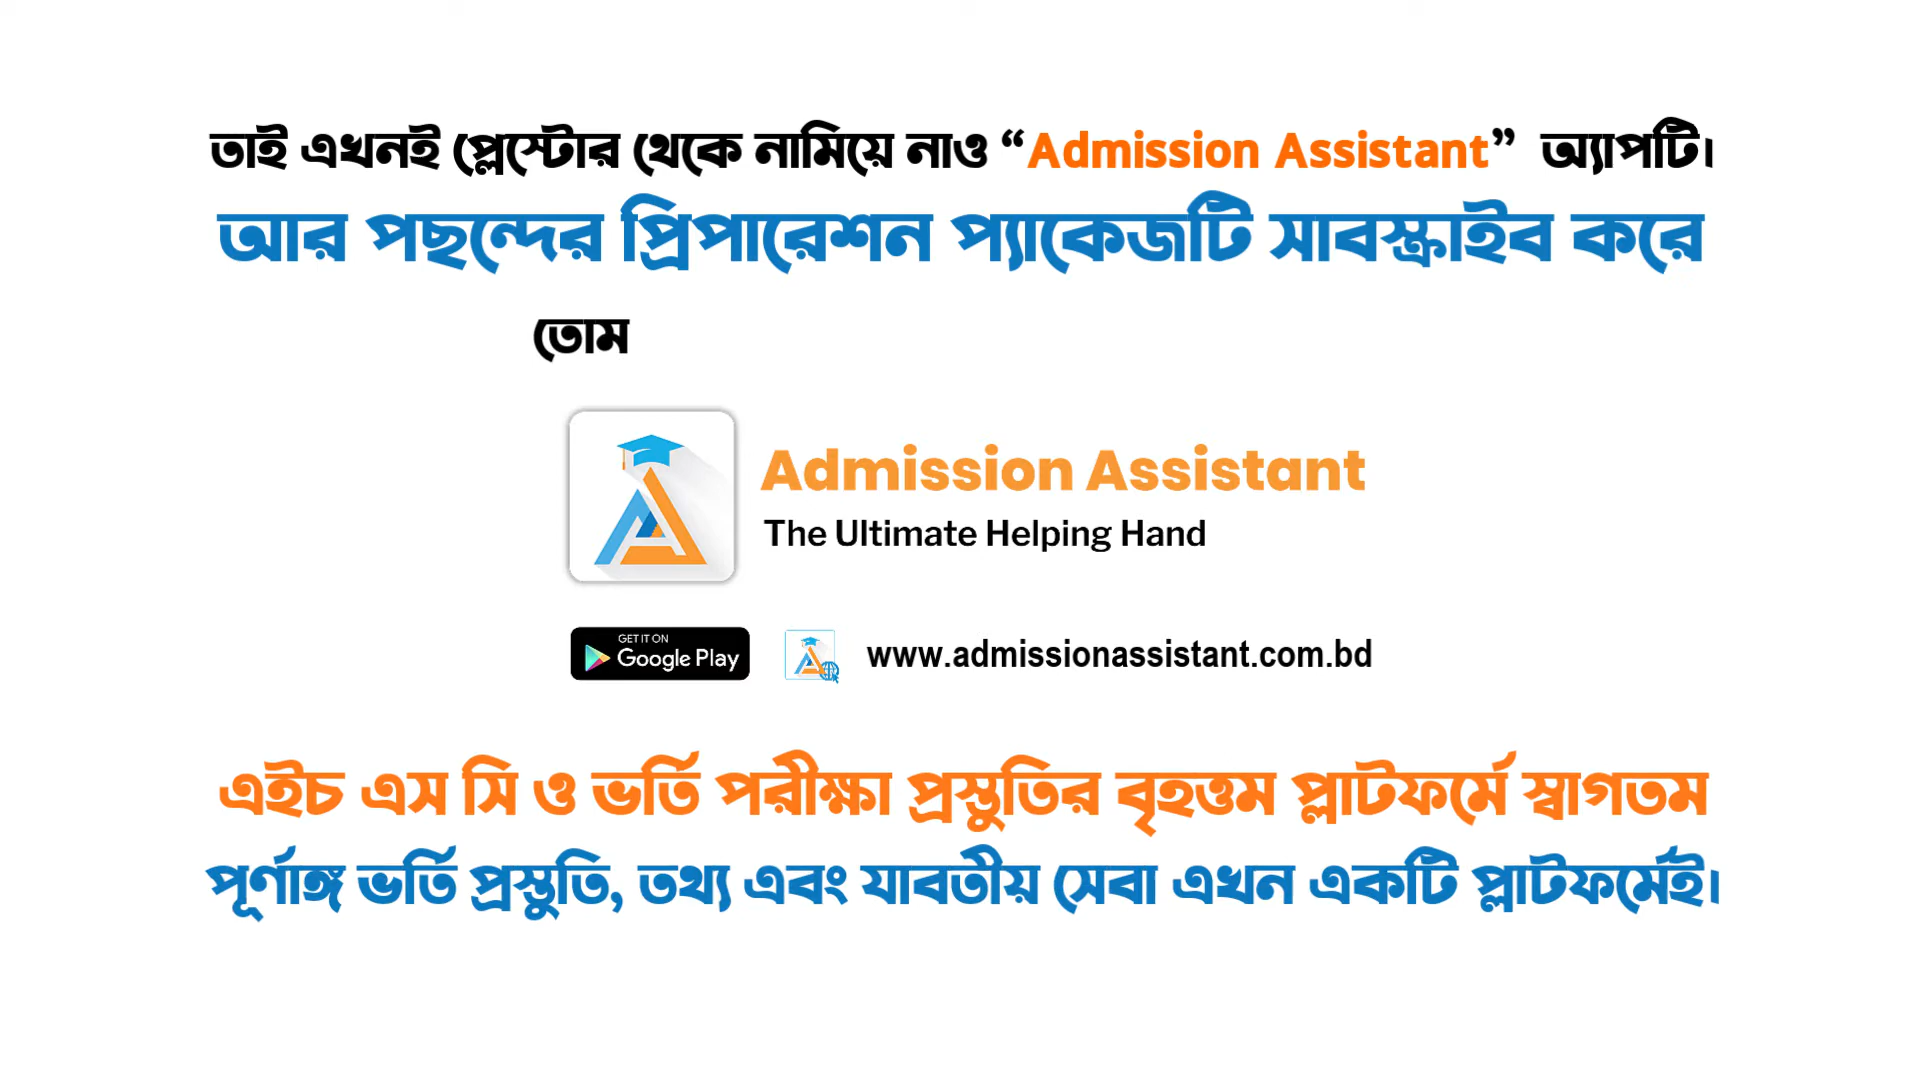 তাই এখনই প্লেস্টোর থেকে নামিয়ে নাও “Admission Assistant” অ্যাপটি।
আর পছন্দের প্রিপারেশন প্যাকেজটি সাবস্ক্রাইব করে
তোম
Admission Assistant
The Ultimate Helping Hand
GET IT ON
Google Play
www.admissionassistant.com.bd
এইচ এস সি ও ভর্তি পরীক্ষা প্রস্তুতির বৃহত্তম প্লাটফর্মে স্বাগতম
পূর্ণাঙ্গ ভর্তি প্রস্তুতি, তথ্য এবং যাবতীয় সেবা এখন একটি প্লাটফর্মেই।